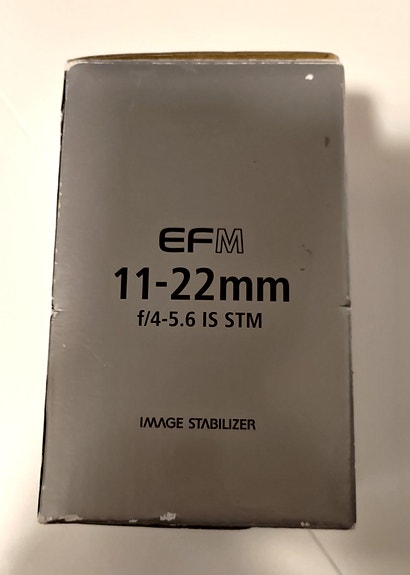 EFM
11-22mm
f/4-5.6 IS STM
IMAGE STABILIZER